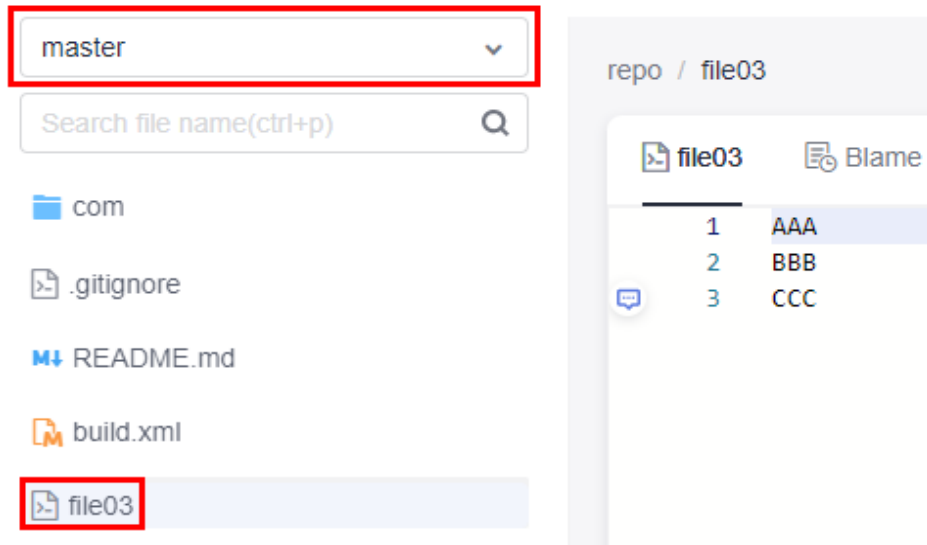 master
Search file name(ctrl+p)
com
.gitignore
M↓ README.md
build.xml
file03
repo / file03
file03 Blame
1 AAA
2 BBB
3 CCC